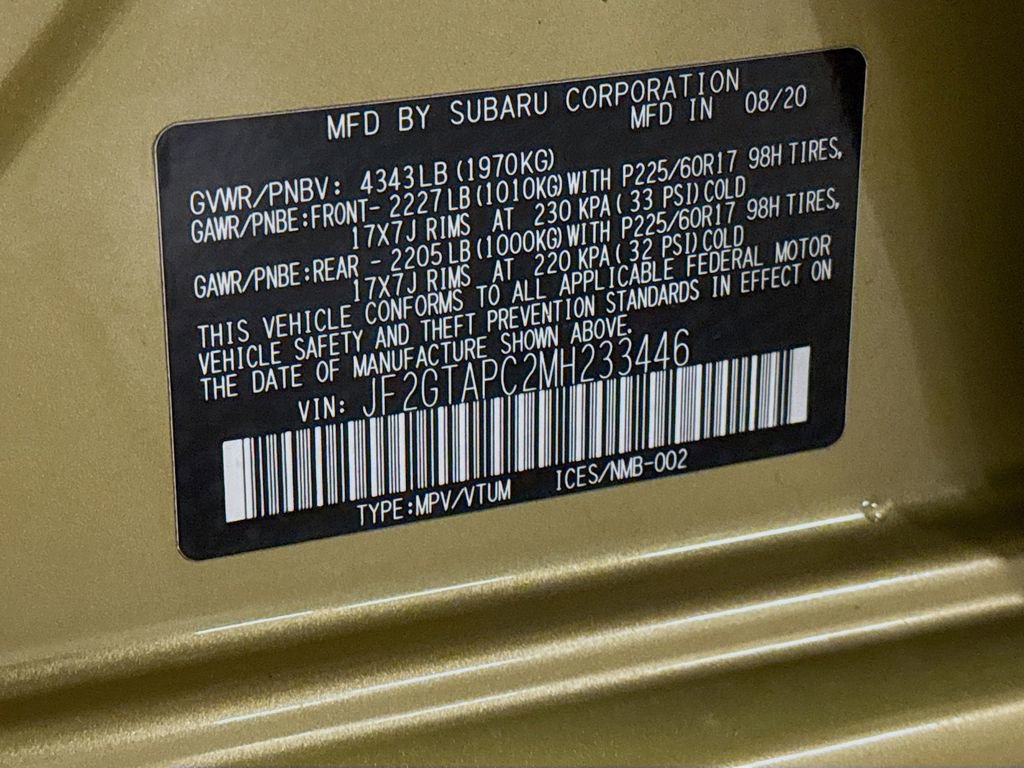 MFD BY SUBARU CORPORATION
MFD IN 08/20
GVWR/PNBV: 4343LB (1970KG)
GAWR/PNBE:FRONT- 2227LB (1010KG)WITH P225/60R17 98H TIRES,
17X7J RIMS AT 230 KPA( 33 PSI)COLD
GAWR/PNBE:REAR - 2205LB (1000KG)WITH P225/60R17 98H TIRES,
17X7J RIMS AT 220 KPA( 32 PSI)COLD
THIS VEHICLE CONFORMS TO ALL APPLICABLE FEDERAL MOTOR
VEHICLE SAFETY AND THEFT PREVENTION STANDARDS IN EFFECT ON
THE DATE OF MANUFACTURE SHOWN ABOVE.
VIN: JF2GTAPC2MH233446
TYPE:MPV/VTUM ICES/NMB-002